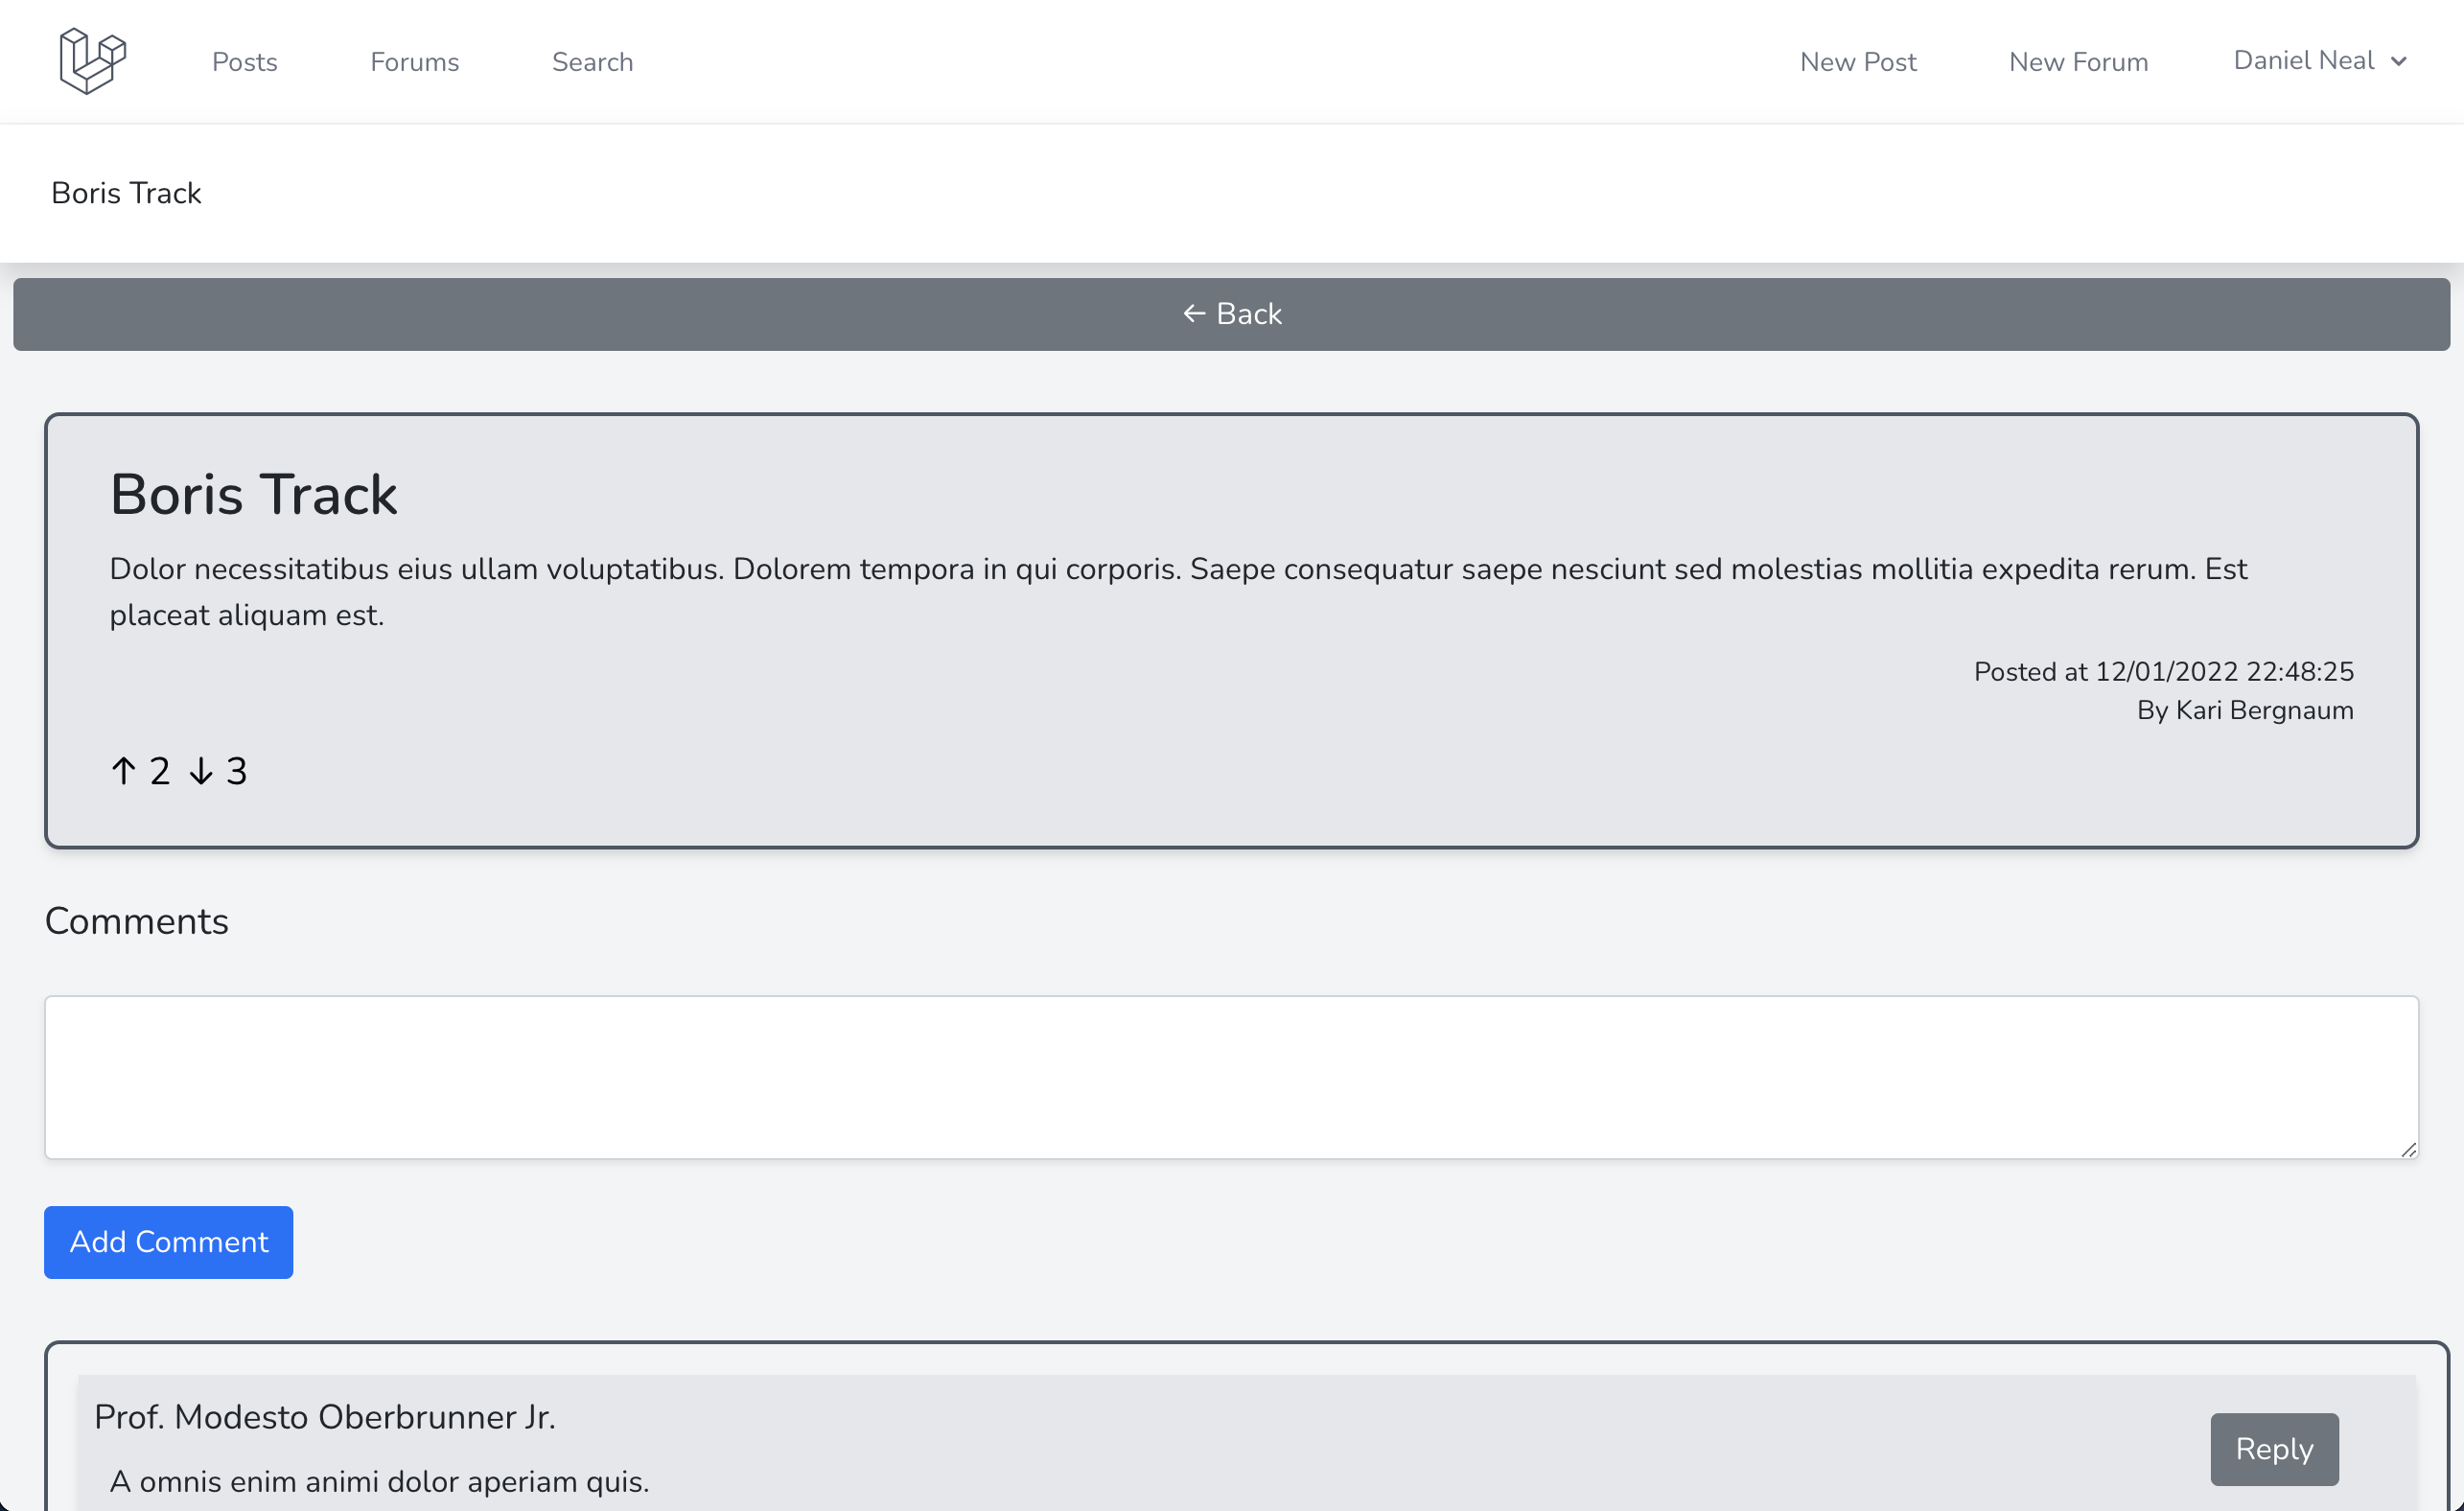 Posts Forums Search New Post New Forum Daniel Neal
Boris Track
← Back
Boris Track
Dolor necessitatibus eius ullam voluptatibus. Dolorem tempora in qui corporis. Saepe consequatur saepe nesciunt sed molestias mollitia expedita rerum. Est
placeat aliquam est.
Posted at 12/01/2022 22:48:25
By Kari Bergnaum
↑ 2 ↓ 3
Comments
Add Comment
Prof. Modesto Oberbrunner Jr.
Reply
A omnis enim animi dolor aperiam quis.